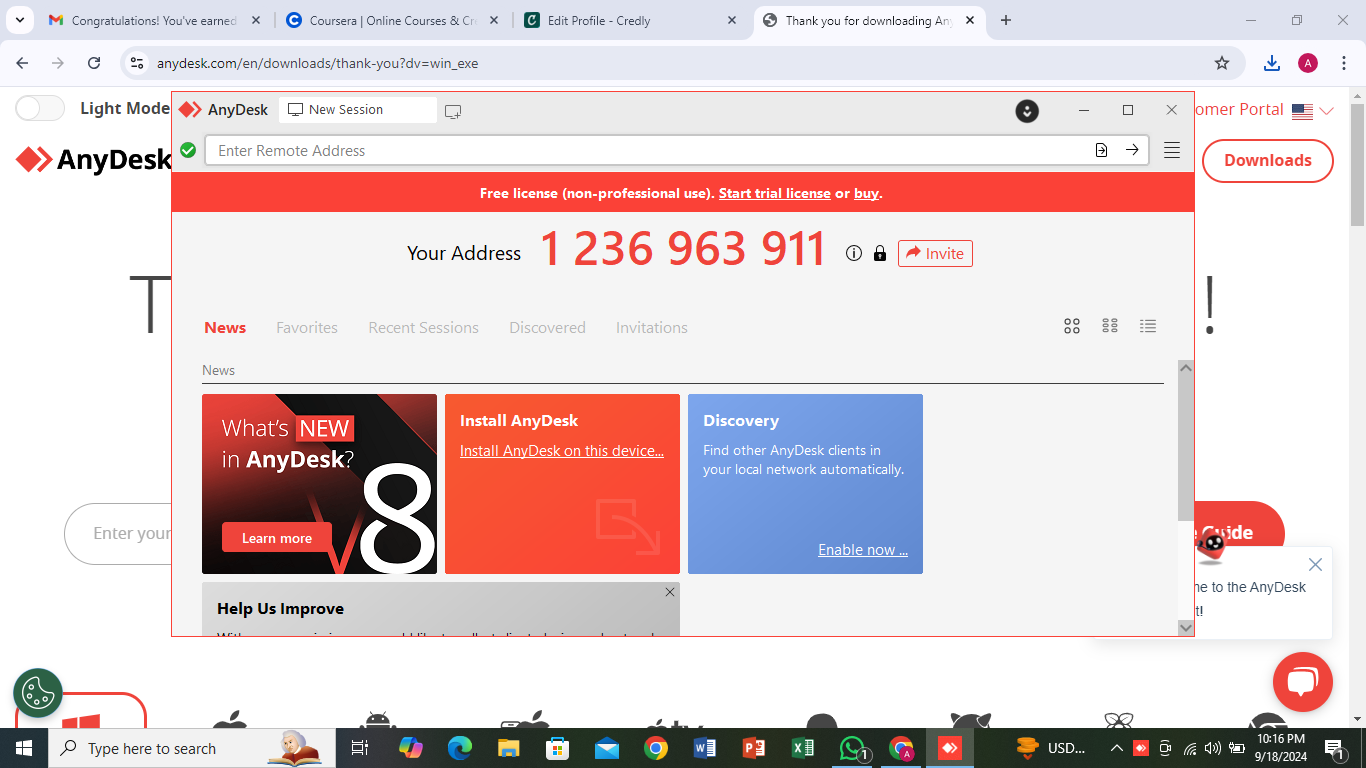 Congratulations! You've earned
Coursera | Online Courses & Cre
Edit Profile - Credly
Thank you for downloading Any
anydesk.com/en/downloads/thank-you?dv=win_exe
A
Light Mode
omer Portal
AnyDesk
Downloads
AnyDesk
New Session
Enter Remote Address
Free license (non-professional use). Start trial license or buy.
Your Address 1 236 963 911
Invite
T
!
News Favorites Recent Sessions Discovered Invitations
News
What's NEW
in AnyDesk?
8
Learn more
Install AnyDesk
Install AnyDesk on this device...
Discovery
Find other AnyDesk clients in
your local network automatically.
Enable now ...
Help Us Improve
Enter your
Guide
to the AnyDesk
t!
tv
Type here to search
1
A
USD...
10:16 PM
9/18/2024
1